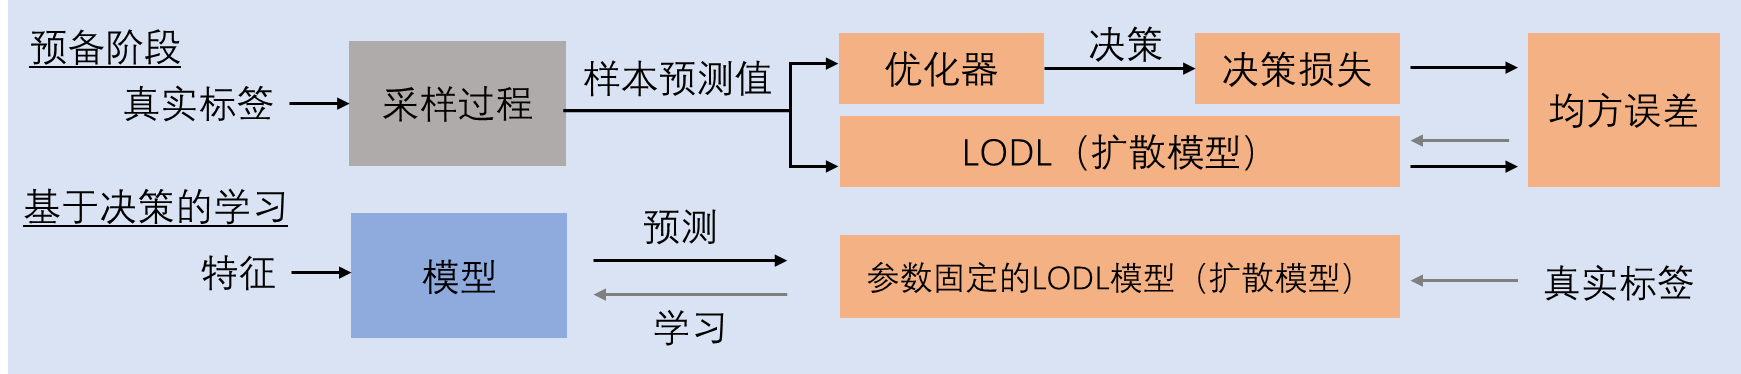 预备阶段
真实标签
采样过程
样本预测值
优化器
决策
决策损失
LODL（扩散模型）
均方误差
基于决策的学习
特征
模型
预测
学习
参数固定的LODL模型（扩散模型）
真实标签